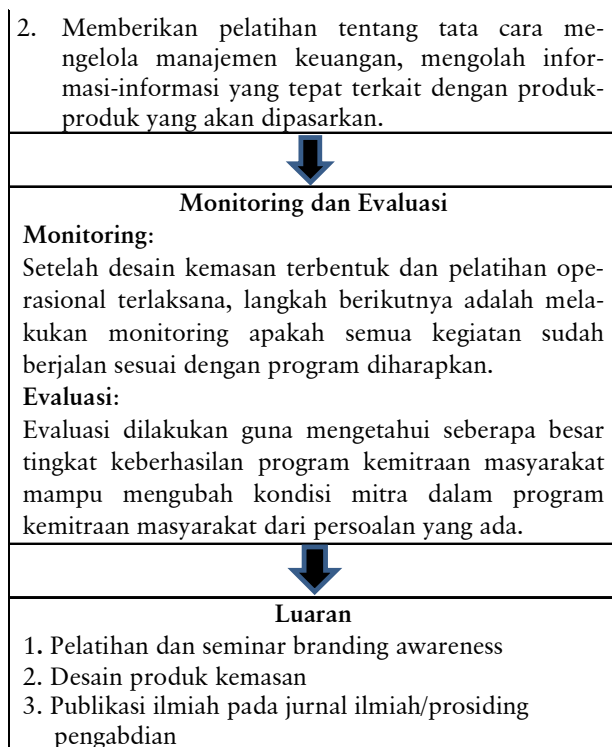 2. Memberikan pelatihan tentang tata cara me-
ngelola manajemen keuangan, mengolah infor-
masi-informasi yang tepat terkait dengan produk-
produk yang akan dipasarkan.
Monitoring dan Evaluasi
Monitoring:
Setelah desain kemasan terbentuk dan pelatihan ope-
rasional terlaksana, langkah berikutnya adalah mela-
kukan monitoring apakah semua kegiatan sudah
berjalan sesuai dengan program diharapkan.
Evaluasi:
Evaluasi dilakukan guna mengetahui seberapa besar
tingkat keberhasilan program kemitraan masyarakat
mampu mengubah kondisi mitra dalam program
kemitraan masyarakat dari persoalan yang ada.
Luaran
1. Pelatihan dan seminar branding awareness
2. Desain produk kemasan
3. Publikasi ilmiah pada jurnal ilmiah/prosiding
pengabdian